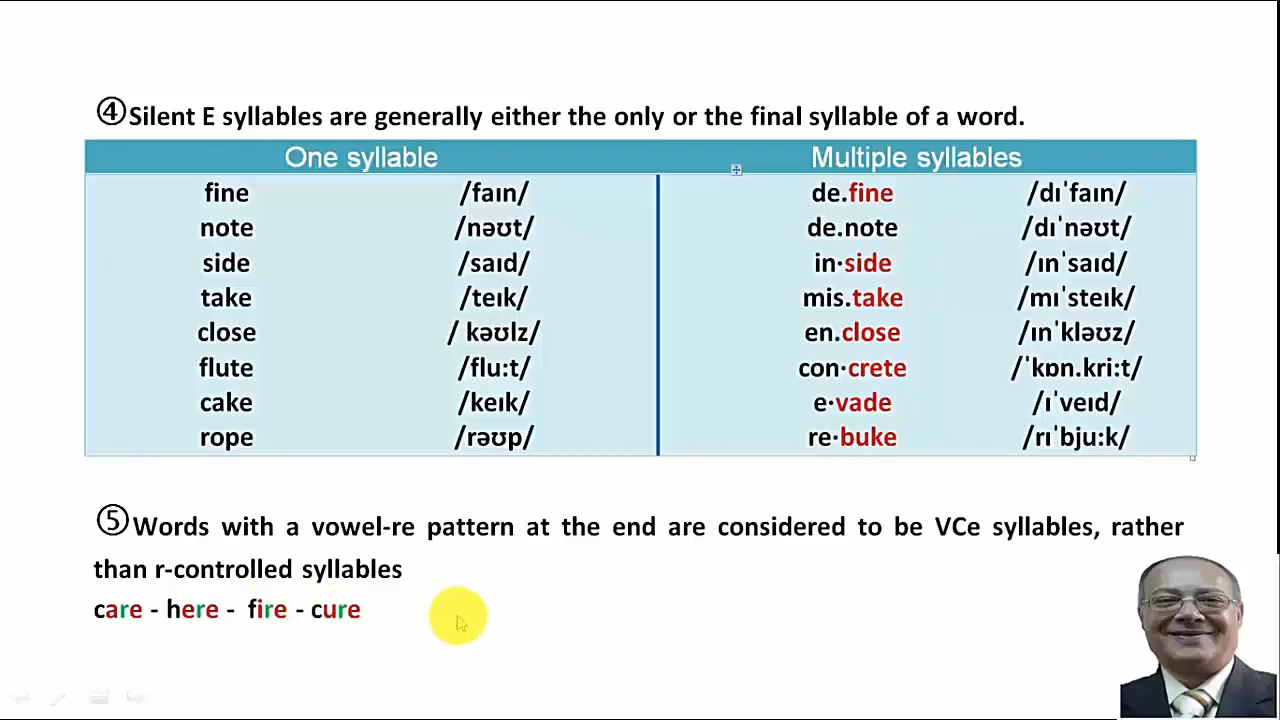 ④Silent E syllables are generally either the only or the final syllable of a word.
One syllable Multiple syllables
fine /faɪn/ de.fine /dɪˈfaɪn/
note /nəʊt/ de.note /dɪˈnəʊt/
side /saɪd/ in·side /ɪnˈsaɪd/
take /teɪk/ mis.take /mɪˈsteɪk/
close / kəʊlz/ en.close /ɪnˈkləʊz/
flute /flu:t/ con·crete /ˈkɒn.kri:t/
cake /keɪk/ e·vade /ɪˈveɪd/
rope /rəʊp/ re·buke /rɪˈbju:k/
⑤Words with a vowel-re pattern at the end are considered to be VCe syllables, rather
than r-controlled syllables
care - here - fire - cure